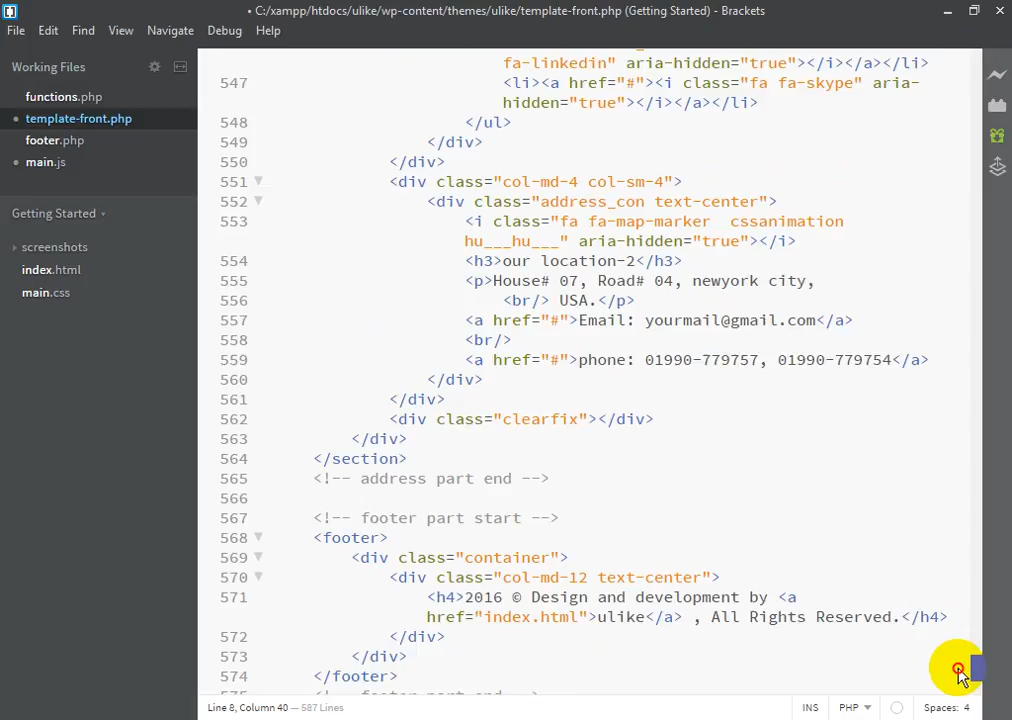 • C:/xampp/htdocs/ulike/wp-content/themes/ulike/template-front.php (Getting Started) - Brackets
File Edit Find View Navigate Debug Help
Working Files
functions.php
template-front.php
footer.php
main.js
Getting Started
screenshots
index.html
main.css
fa-linkedin" aria-hidden="true"></i></a></li>
547 <li><a href="#"><i class="fa fa-skype" aria-
hidden="true"></i></a></li>
548 </ul>
549 </div>
550 </div>
551 <div class="col-md-4 col-sm-4">
552 <div class="address_con text-center">
553 <i class="fa fa-map-marker  cssanimation
hu___hu___" aria-hidden="true"></i>
554 <h3>our location-2</h3>
555 <p>House# 07, Road# 04, newyork city,
556 <br/> USA.</p>
557 <a href="#">Email: yourmail@gmail.com</a>
558 <br/>
559 <a href="#">phone: 01990-779757, 01990-779754</a>
560 </div>
561 </div>
562 <div class="clearfix"></div>
563 </div>
564 </section>
565 <!-- address part end -->
566
567 <!-- footer part start -->
568 <footer>
569 <div class="container">
570 <div class="col-md-12 text-center">
571 <h4>2016 © Design and development by <a
href="index.html">ulike</a> , All Rights Reserved.</h4>
572 </div>
573 </div>
574 </footer>
575 <!-- footer part end -->
Line 8, Column 40 — 587 Lines
INS PHP Spaces: 4